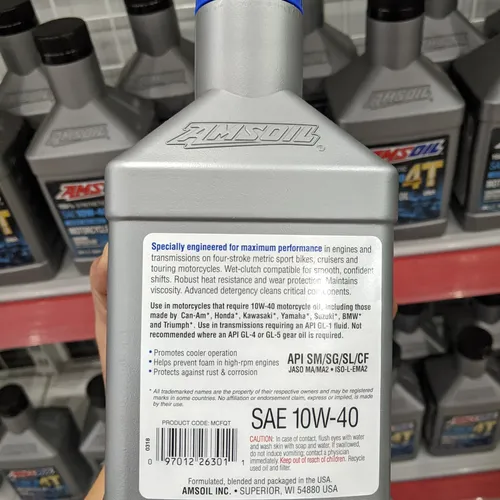 AMSOIL
Specially engineered for maximum performance in engines and
transmissions on four-stroke metric sport bikes, cruisers and
touring motorcycles. Wet-clutch compatible for smooth, confident
shifts. Robust heat resistance and wear protection. Maintains
viscosity. Advanced detergency cleans critical components.
Use in motorcycles that require 10W-40 motorcycle oil, including those
made by Can-Am*, Honda*, Kawasaki*, Yamaha*, Suzuki*, BMW*
and Triumph*. Use in transmissions requiring an API GL-1 fluid. Not
recommended where an API GL-4 or GL-5 gear oil is required.
• Promotes cooler operation
• Helps prevent foam in high-rpm engines
• Protects against rust & corrosion
API SM/SG/SL/CF
JASO MA/MA2 • ISO-L-EMA2
* All trademarked names are the property of their respective owners and may be registered
marks in some countries. No affiliation or endorsement claim, express or implied, is made
by their use.
SAE 10W-40
PRODUCT CODE: MCFQT
0318
0 97012 26301 1
CAUTION: In case of contact, flush eyes with water
and wash skin with soap and water. If swallowed,
do not induce vomiting; contact a physician
immediately. Keep out of reach of children. Recycle
used oil and filter.
Formulated, Packaged in USA.
AMSOIL INC. • SUPERIOR, WI 54880 USA
AMSOIL
4T
AMSOIL
4T
4T